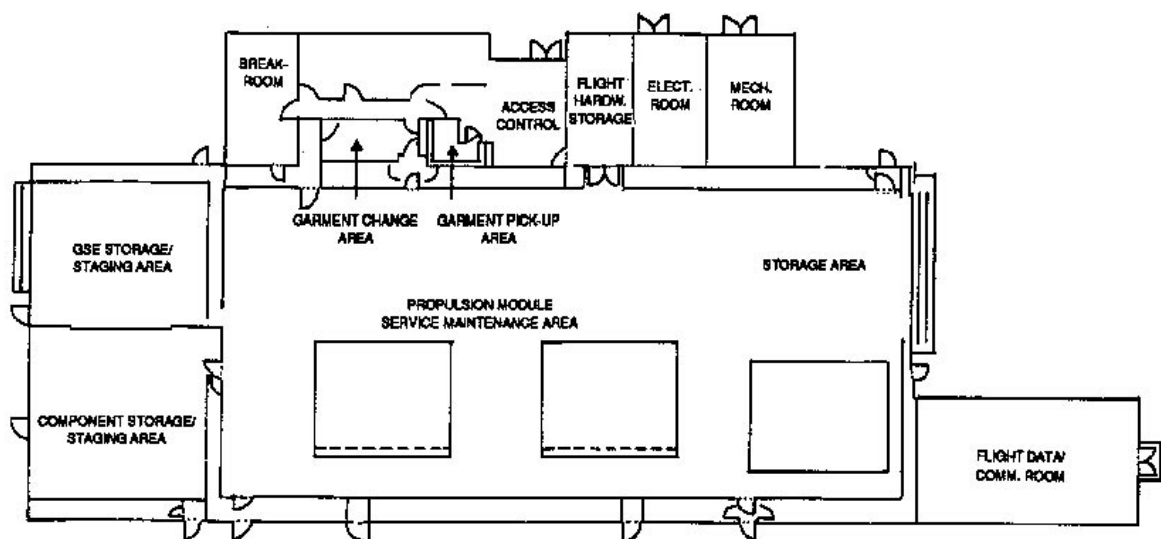 BREAK-
ROOM
ACCESS
CONTROL
FLIGHT
HARDW.
STORAGE
ELECT.
ROOM
MECH.
ROOM
GARMENT CHANGE
AREA
GARMENT PICK-UP
AREA
GSE STORAGE/
STAGING AREA
STORAGE AREA
PROPULSION MODULE
SERVICE MAINTENANCE AREA
COMPONENT STORAGE/
STAGING AREA
FLIGHT DATA/
COMM. ROOM